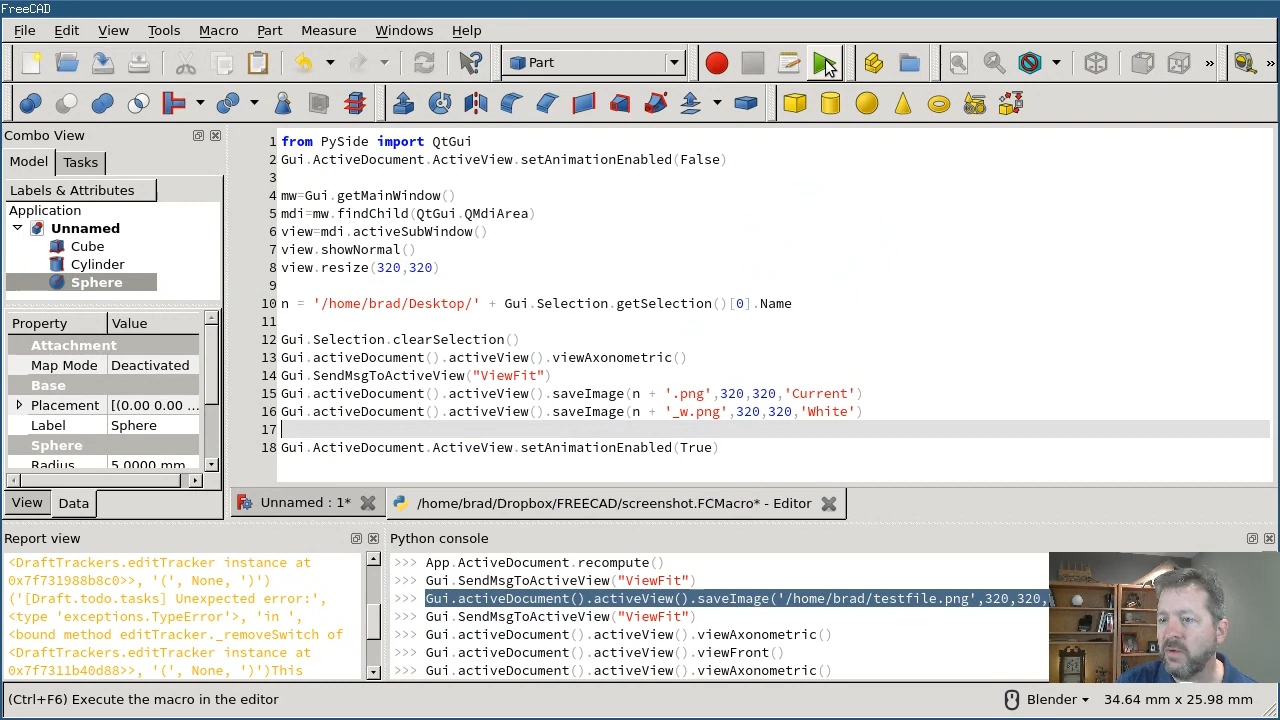 FreeCAD
File Edit View Tools Macro Part Measure Windows Help
Part
»
»
Combo View
Model Tasks
Labels & Attributes
Application
Unnamed
Cube
Cylinder
Sphere
Property Value
Attachment
Map Mode Deactivated
Base
Placement [(0.00 0.00 ...
Label Sphere
Sphere
Radius 5.0000 mm
View Data
1 from PySide import QtGui
2 Gui.ActiveDocument.ActiveView.setAnimationEnabled(False)
3
4 mw=Gui.getMainWindow()
5 mdi=mw.findChild(QtGui.QMdiArea)
6 view=mdi.activeSubWindow()
7 view.showNormal()
8 view.resize(320,320)
9
10 n = '/home/brad/Desktop/' + Gui.Selection.getSelection()[0].Name
11
12 Gui.Selection.clearSelection()
13 Gui.activeDocument().activeView().viewAxonometric()
14 Gui.SendMsgToActiveView("ViewFit")
15 Gui.activeDocument().activeView().saveImage(n + '.png',320,320,'Current')
16 Gui.activeDocument().activeView().saveImage(n + '_w.png',320,320,'White')
17
18 Gui.ActiveDocument.ActiveView.setAnimationEnabled(True)
Unnamed : 1*
/home/brad/Dropbox/FREECAD/screenshot.FCMacro* - Editor
Report view
<DraftTrackers.editTracker instance at
0x7f731988b8c0>>, '(', None, ')')
('[Draft.todo.tasks] Unexpected error:',
<type 'exceptions.TypeError'>, 'in ',
<bound method editTracker._removeSwitch of
<DraftTrackers.editTracker instance at
0x7f7311b40d88>>, '(', None, ')')This
Python console
>>> App.ActiveDocument.recompute()
>>> Gui.SendMsgToActiveView("ViewFit")
>>> Gui.activeDocument().activeView().saveImage('/home/brad/testfile.png',320,320,
>>> Gui.SendMsgToActiveView("ViewFit")
>>> Gui.activeDocument().activeView().viewAxonometric()
>>> Gui.activeDocument().activeView().viewFront()
>>> Gui.activeDocument().activeView().viewAxonometric()
(Ctrl+F6) Execute the macro in the editor
Blender
34.64 mm x 25.98 mm